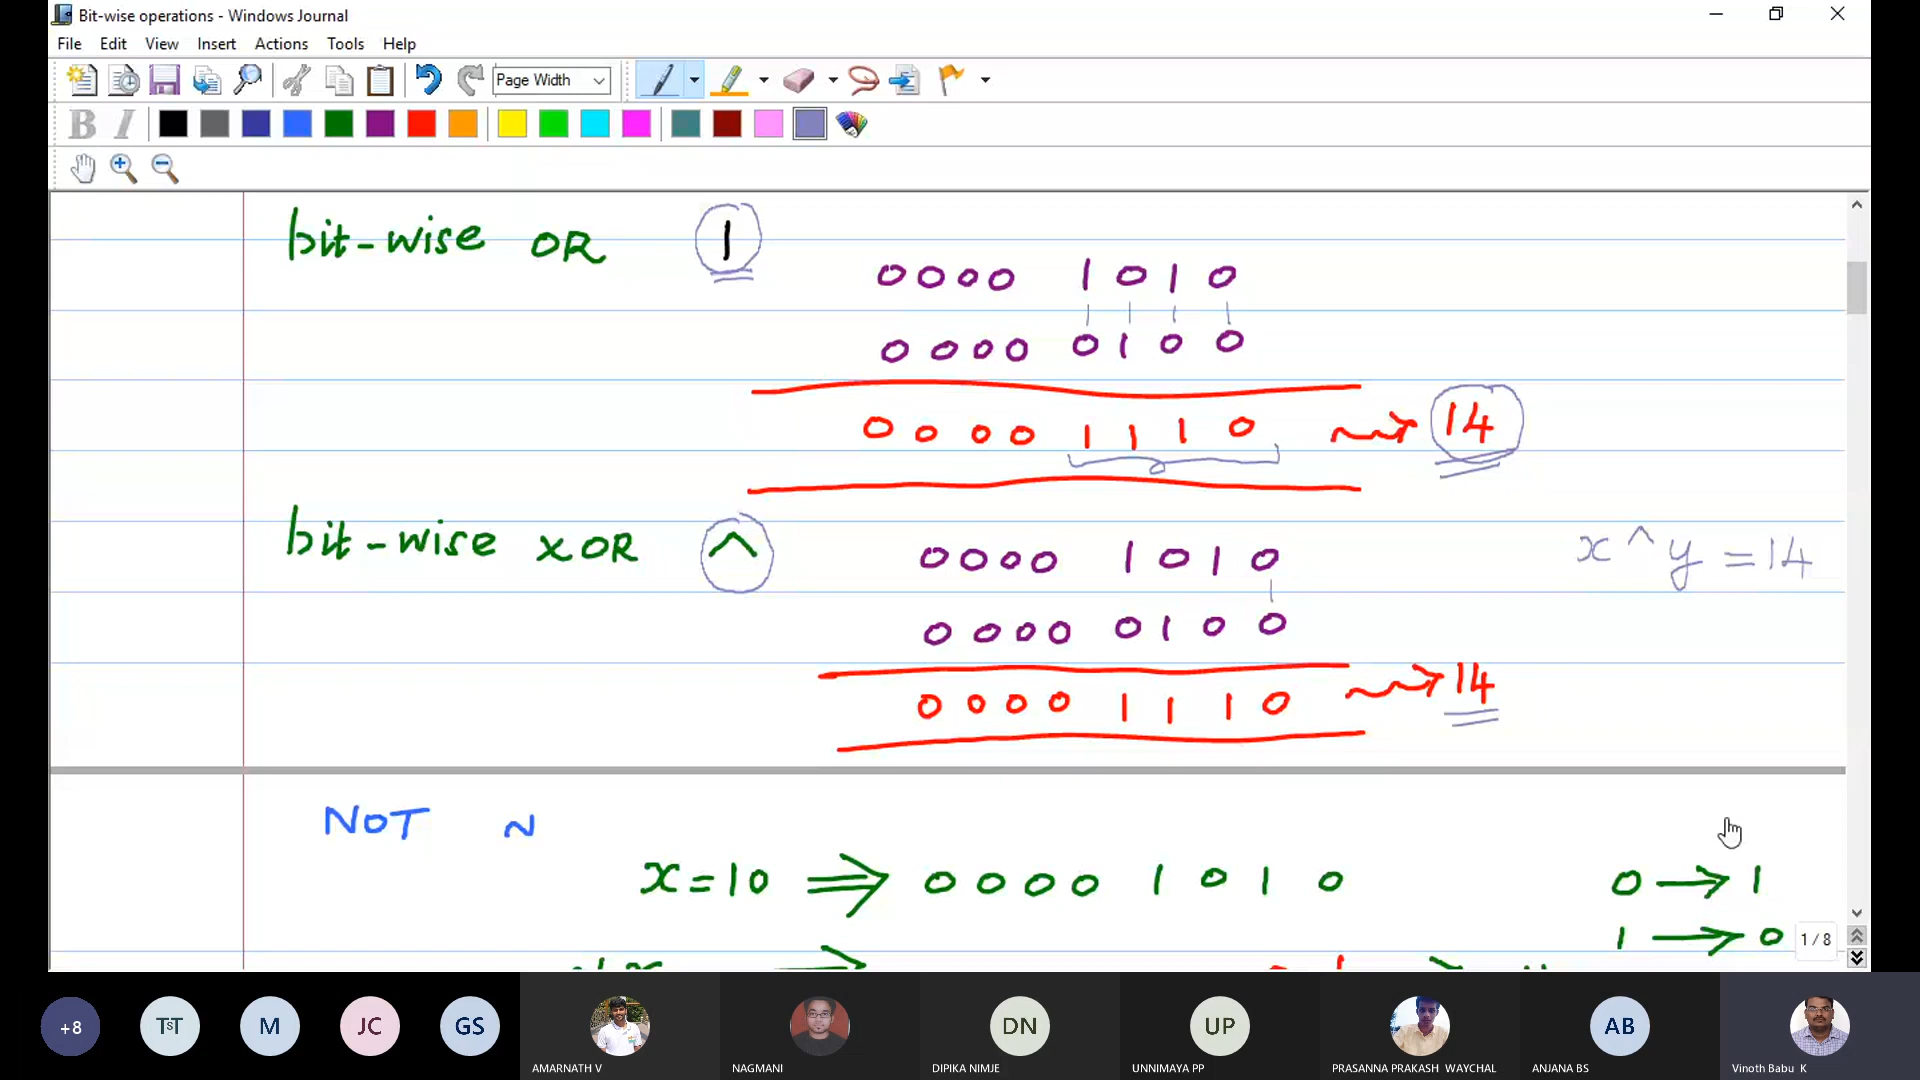 Bit-wise operations - Windows Journal
File Edit View Insert Actions Tools Help
Page Width
B I
bit-wise OR |
0000 1010
0000 0100
0000 1110 14
bit-wise XOR ^
0000 1010
x ^ y = 14
0000 0100
0000 1110 14
NOT ~
x = 10 ⇒ 0000 1010
0 → 1
1 → 0
1 / 8
+8
TST
M
JC
GS
DN
UP
AB
AMARNATH V
NAGMANI
DIPIKA NIMJE
UNNIMAYA PP
PRASANNA PRAKASH WAYCHAL
ANJANA BS
Vinoth Babu K